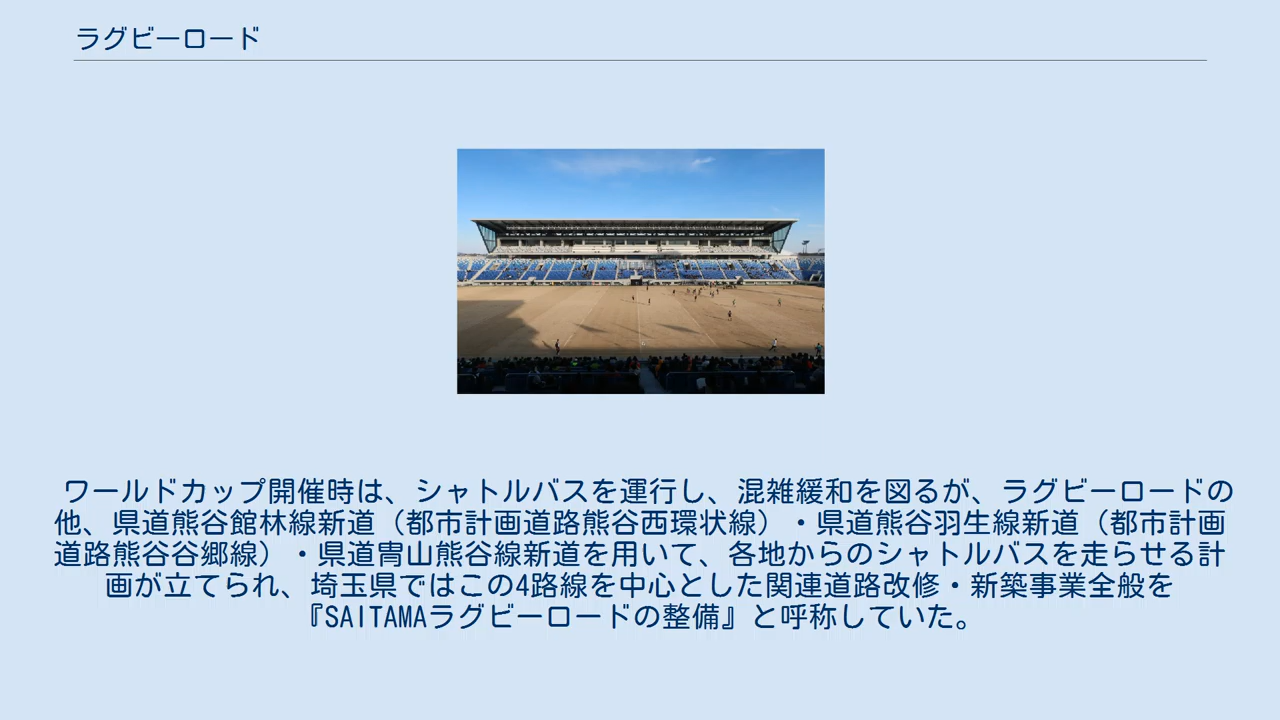 ラグビーロード
ワールドカップ開催時は、シャトルバスを運行し、混雑緩和を図るが、ラグビーロードの
他、県道熊谷館林線新道（都市計画道路熊谷西環状線）・県道熊谷羽生線新道（都市計画
道路熊谷谷郷線）・県道冑山熊谷線新道を用いて、各地からのシャトルバスを走らせる計
画が立てられ、埼玉県ではこの4路線を中心とした関連道路改修・新築事業全般を
『SAITAMAラグビーロードの整備』と呼称していた。